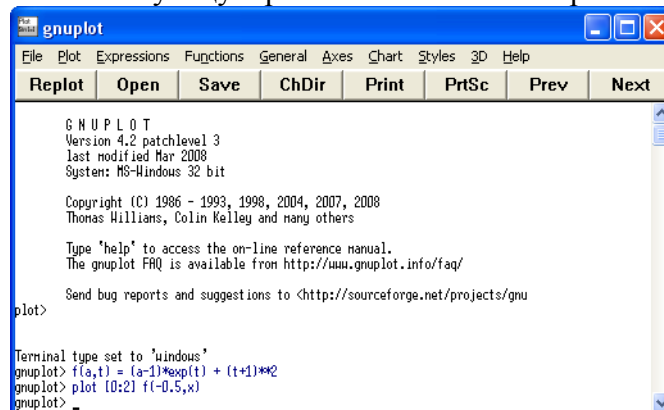 gnuplot
File Plot Expressions Functions General Axes Chart Styles 3D Help
Replot Open Save ChDir Print PrtSc Prev Next
G N U P L O T
Version 4.2 patchlevel 3
last modified Mar 2008
System: MS-Windows 32 bit
Copyright (C) 1986 - 1993, 1998, 2004, 2007, 2008
Thomas Williams, Colin Kelley and many others
Type `help` to access the on-line reference manual.
The gnuplot FAQ is available from http://www.gnuplot.info/faq/
Send bug reports and suggestions to <http://sourceforge.net/projects/gnu
plot>
Terminal type set to 'windows'
gnuplot> f(a,t) = (a-1)*exp(t) + (t+1)**2
gnuplot> plot [0:2] f(-0.5,x)
gnuplot>